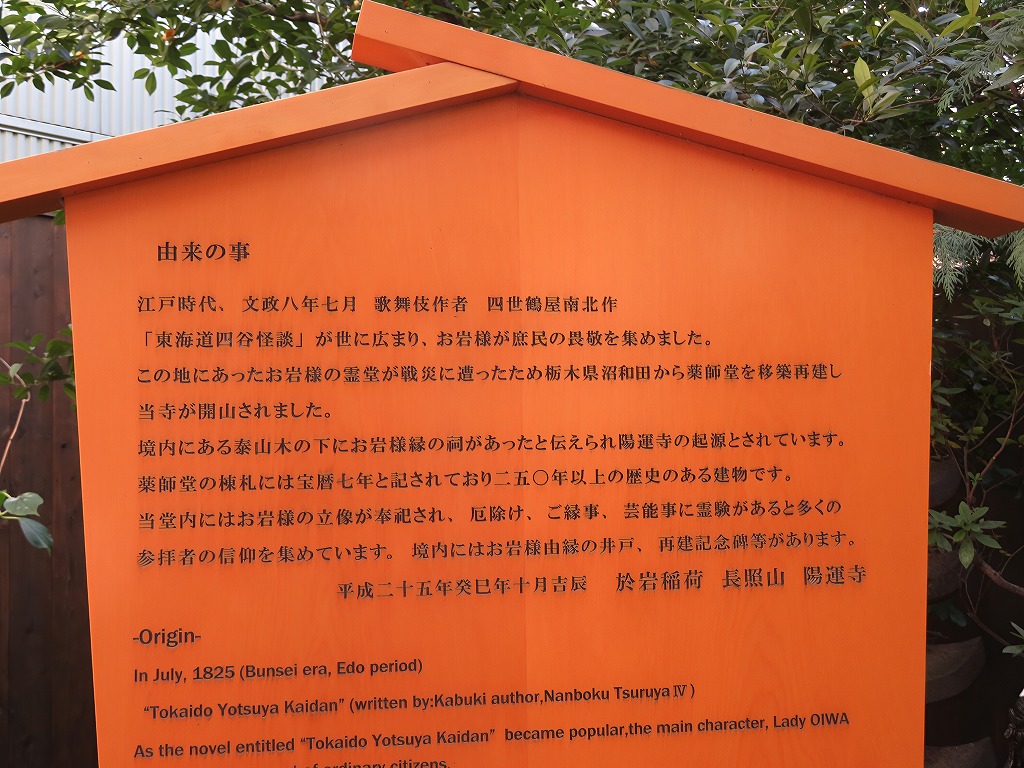 由来の事
江戸時代、文政八年七月 歌舞伎作者 四世鶴屋南北作
「東海道四谷怪談」が世に広まり、お岩様が庶民の畏敬を集めました。
この地にあったお岩様の霊堂が戦災に遭ったため栃木県沼和田から薬師堂を移築再建し
当寺が開山されました。
境内にある泰山木の下にお岩様縁の祠があったと伝えられ陽運寺の起源とされています。
薬師堂の棟札には宝暦七年と記されており二五〇年以上の歴史のある建物です。
当堂内にはお岩様の立像が奉祀され、厄除け、ご縁事、芸能事に霊験があると多くの
参拝者の信仰を集めています。 境内にはお岩様由縁の井戸、再建記念碑等があります。
平成二十五年癸巳年十月吉辰 於岩稲荷 長照山 陽運寺
-Origin-
In July, 1825 (Bunsei era, Edo period)
“Tokaido Yotsuya Kaidan” (written by:Kabuki author,Nanboku TsuruyaⅣ)
As the novel entitled “Tokaido Yotsuya Kaidan” became popular,the main character, Lady OIWA
of ordinary citizens.